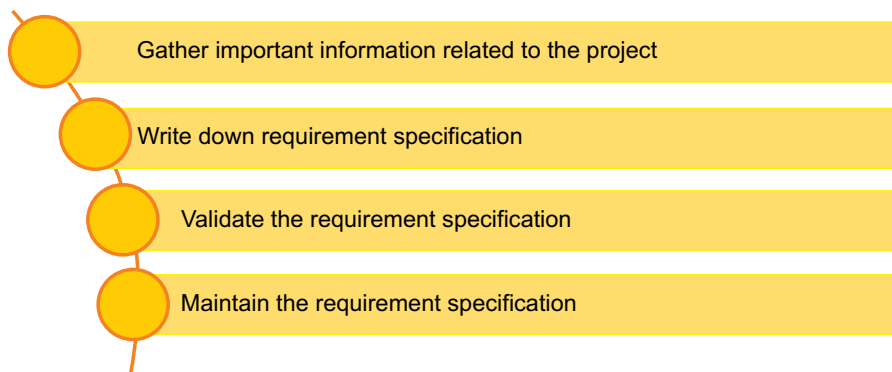 Gather important information related to the project
Write down requirement specification
Validate the requirement specification
Maintain the requirement specification